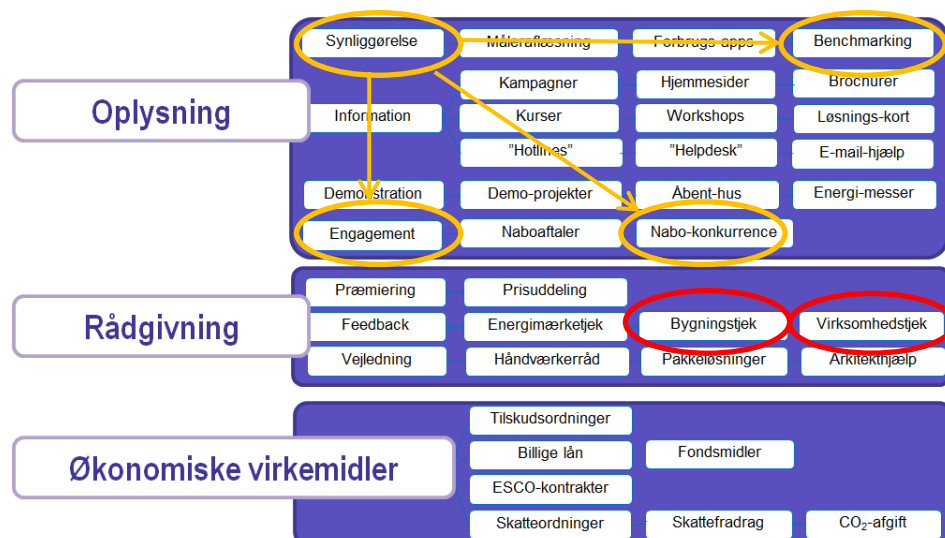 Oplysning
Synliggørelse
Måleraflæsning
Forbrugs-apps
Benchmarking
Kampagner
Hjemmesider
Brochurer
Information
Kurser
Workshops
Løsnings-kort
”Hotlines”
”Helpdesk”
E-mail-hjælp
Demonstration
Demo-projekter
Åbent-hus
Energi-messer
Engagement
Naboaftaler
Nabo-konkurrence
Rådgivning
Præmiering
Prisuddeling
Feedback
Energimærketjek
Bygningstjek
Virksomhedstjek
Vejledning
Håndværkerråd
Pakkeløsninger
Arkitekthjælp
Økonomiske virkemidler
Tilskudsordninger
Billige lån
Fondsmidler
ESCO-kontrakter
Skatteordninger
Skattefradrag
CO₂-afgift